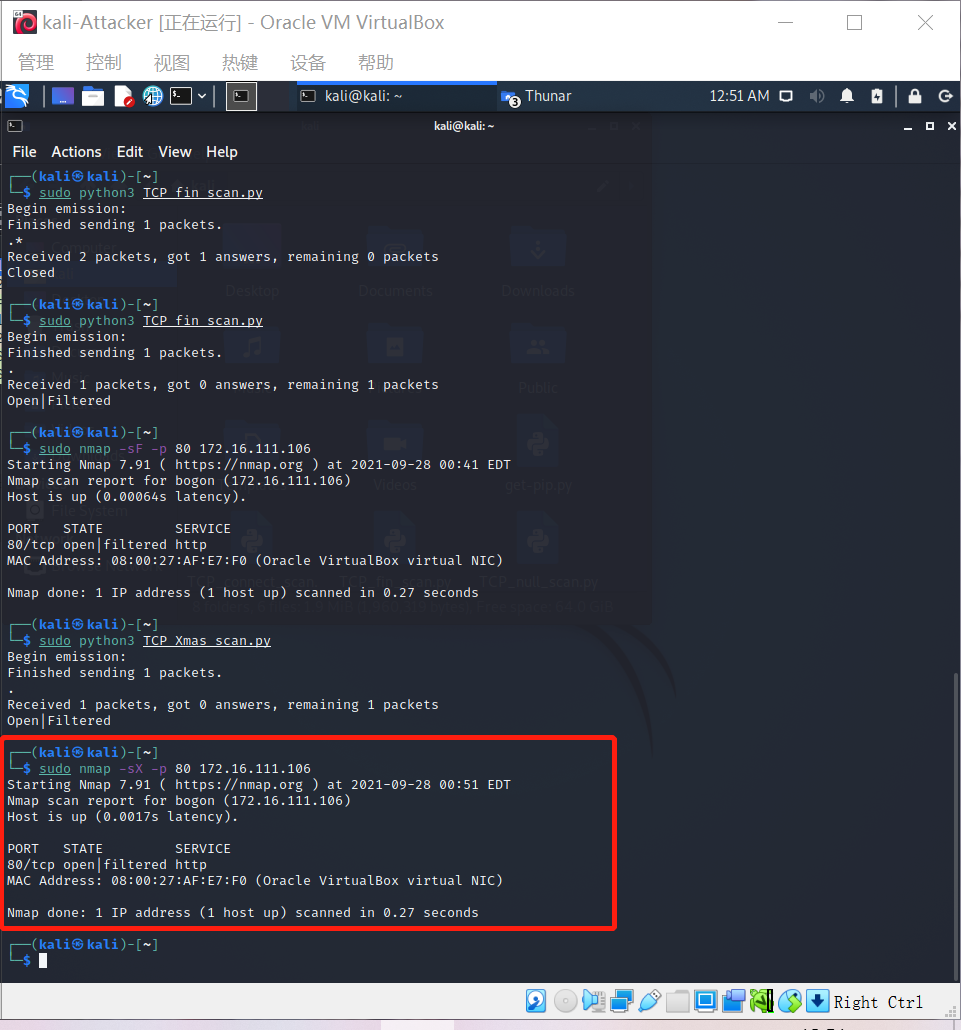 kali-Attacker [正在运行] - Oracle VM VirtualBox
管理 控制 视图 热键 设备 帮助
kali@kali: ~ 3 Thunar 12:51 AM
kali@kali: ~
File Actions Edit View Help
┌──(kali㉿kali)-[~]
└─$ sudo python3 TCP_fin_scan.py
Begin emission:
Finished sending 1 packets.
.*
Received 2 packets, got 1 answers, remaining 0 packets
Closed
Desktop Documents Downloads
┌──(kali㉿kali)-[~]
└─$ sudo python3 TCP_fin_scan.py
Begin emission:
Finished sending 1 packets.
.
Received 1 packets, got 0 answers, remaining 1 packets
Public
Open|Filtered
┌──(kali㉿kali)-[~]
└─$ sudo nmap -sF -p 80 172.16.111.106
Starting Nmap 7.91 ( https://nmap.org ) at 2021-09-28 00:41 EDT
Nmap scan report for bogon (172.16.111.106)
Videos
Host is up (0.00064s latency).
File System
PORT STATE SERVICE
80/tcp open|filtered http
MAC Address: 08:00:27:AF:E7:F0 (Oracle VirtualBox virtual NIC)
TCP_null_scan.py
Nmap done: 1 IP address (1 host up) scanned in 0.27 seconds
┌──(kali㉿kali)-[~]
└─$ sudo python3 TCP_Xmas_scan.py
Begin emission:
Finished sending 1 packets.
.
Received 1 packets, got 0 answers, remaining 1 packets
Open|Filtered
┌──(kali㉿kali)-[~]
└─$ sudo nmap -sX -p 80 172.16.111.106
Starting Nmap 7.91 ( https://nmap.org ) at 2021-09-28 00:51 EDT
Nmap scan report for bogon (172.16.111.106)
Host is up (0.0017s latency).
PORT STATE SERVICE
80/tcp open|filtered http
MAC Address: 08:00:27:AF:E7:F0 (Oracle VirtualBox virtual NIC)
Nmap done: 1 IP address (1 host up) scanned in 0.27 seconds
┌──(kali㉿kali)-[~]
└─$
Right Ctrl